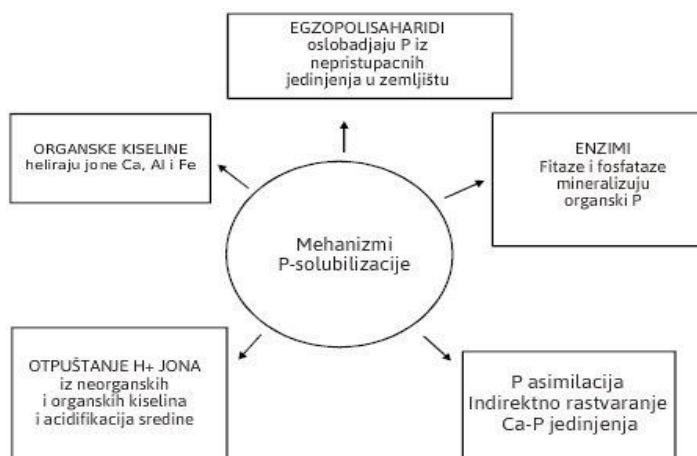 EGZOPOLISAHARIDI
oslobadjaju P iz
nepristupacnih
jedinjenja u zemljištu
ORGANSKE KISELINE
heliraju jone Ca, Al i Fe
ENZIMI
Fitaze i fosfataze
mineralizuju
organski P
Mehanizmi
P-solubilizacije
OTPUŠTANJE H+ JONA
iz neorganskih
i organskih kiselina
i acidifikacija sredine
P asimilacija
Indirektno rastvaranje
Ca-P jedinjenja